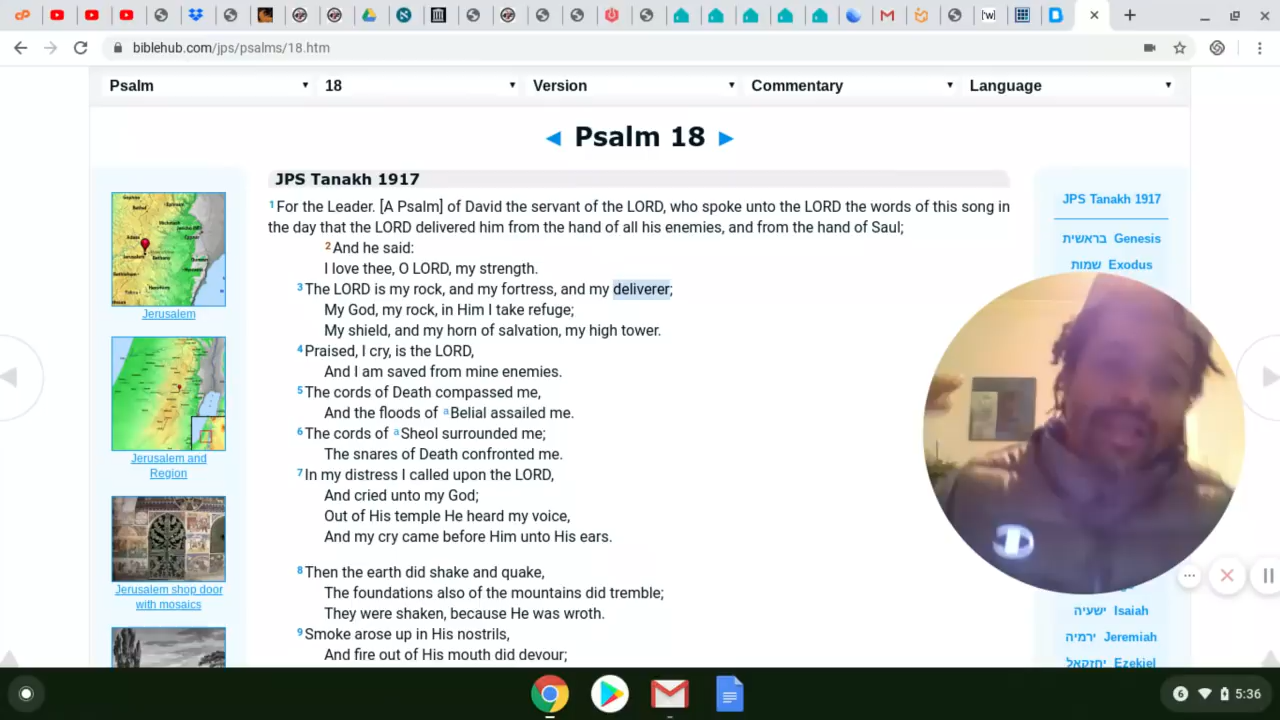 biblehub.com/jps/psalms/18.htm
Psalm 18 Version Commentary Language
◄ Psalm 18 ►
JPS Tanakh 1917
1 For the Leader. [A Psalm] of David the servant of the LORD, who spoke unto the LORD the words of this song in
the day that the LORD delivered him from the hand of all his enemies, and from the hand of Saul;
2 And he said:
I love thee, O LORD, my strength.
3 The LORD is my rock, and my fortress, and my deliverer;
My God, my rock, in Him I take refuge;
My shield, and my horn of salvation, my high tower.
4 Praised, I cry, is the LORD,
And I am saved from mine enemies.
5 The cords of Death compassed me,
And the floods of a Belial assailed me.
6 The cords of a Sheol surrounded me;
The snares of Death confronted me.
7 In my distress I called upon the LORD,
And cried unto my God;
Out of His temple He heard my voice,
And my cry came before Him unto His ears.
8 Then the earth did shake and quake,
The foundations also of the mountains did tremble;
They were shaken, because He was wroth.
9 Smoke arose up in His nostrils,
And fire out of His mouth did devour;
Jerusalem
Jerusalem and
Region
Jerusalem shop door
with mosaics
JPS Tanakh 1917
בראשית Genesis
שמות Exodus
ישעיה Isaiah
ירמיה Jeremiah
יחזקאל Ezekiel
6 5:36